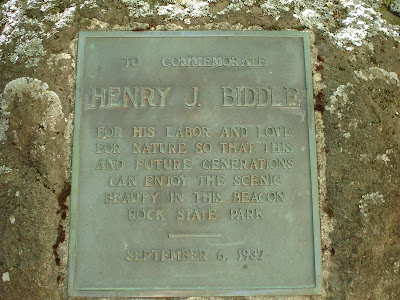 TO COMMEMORATE
HENRY J. BIDDLE
FOR HIS LABOR AND LOVE
FOR NATURE SO THAT THIS
AND FUTURE GENERATIONS
CAN ENJOY THE SCENIC
BEAUTY IN THIS BEACON
ROCK STATE PARK
SEPTEMBER 6, 1937